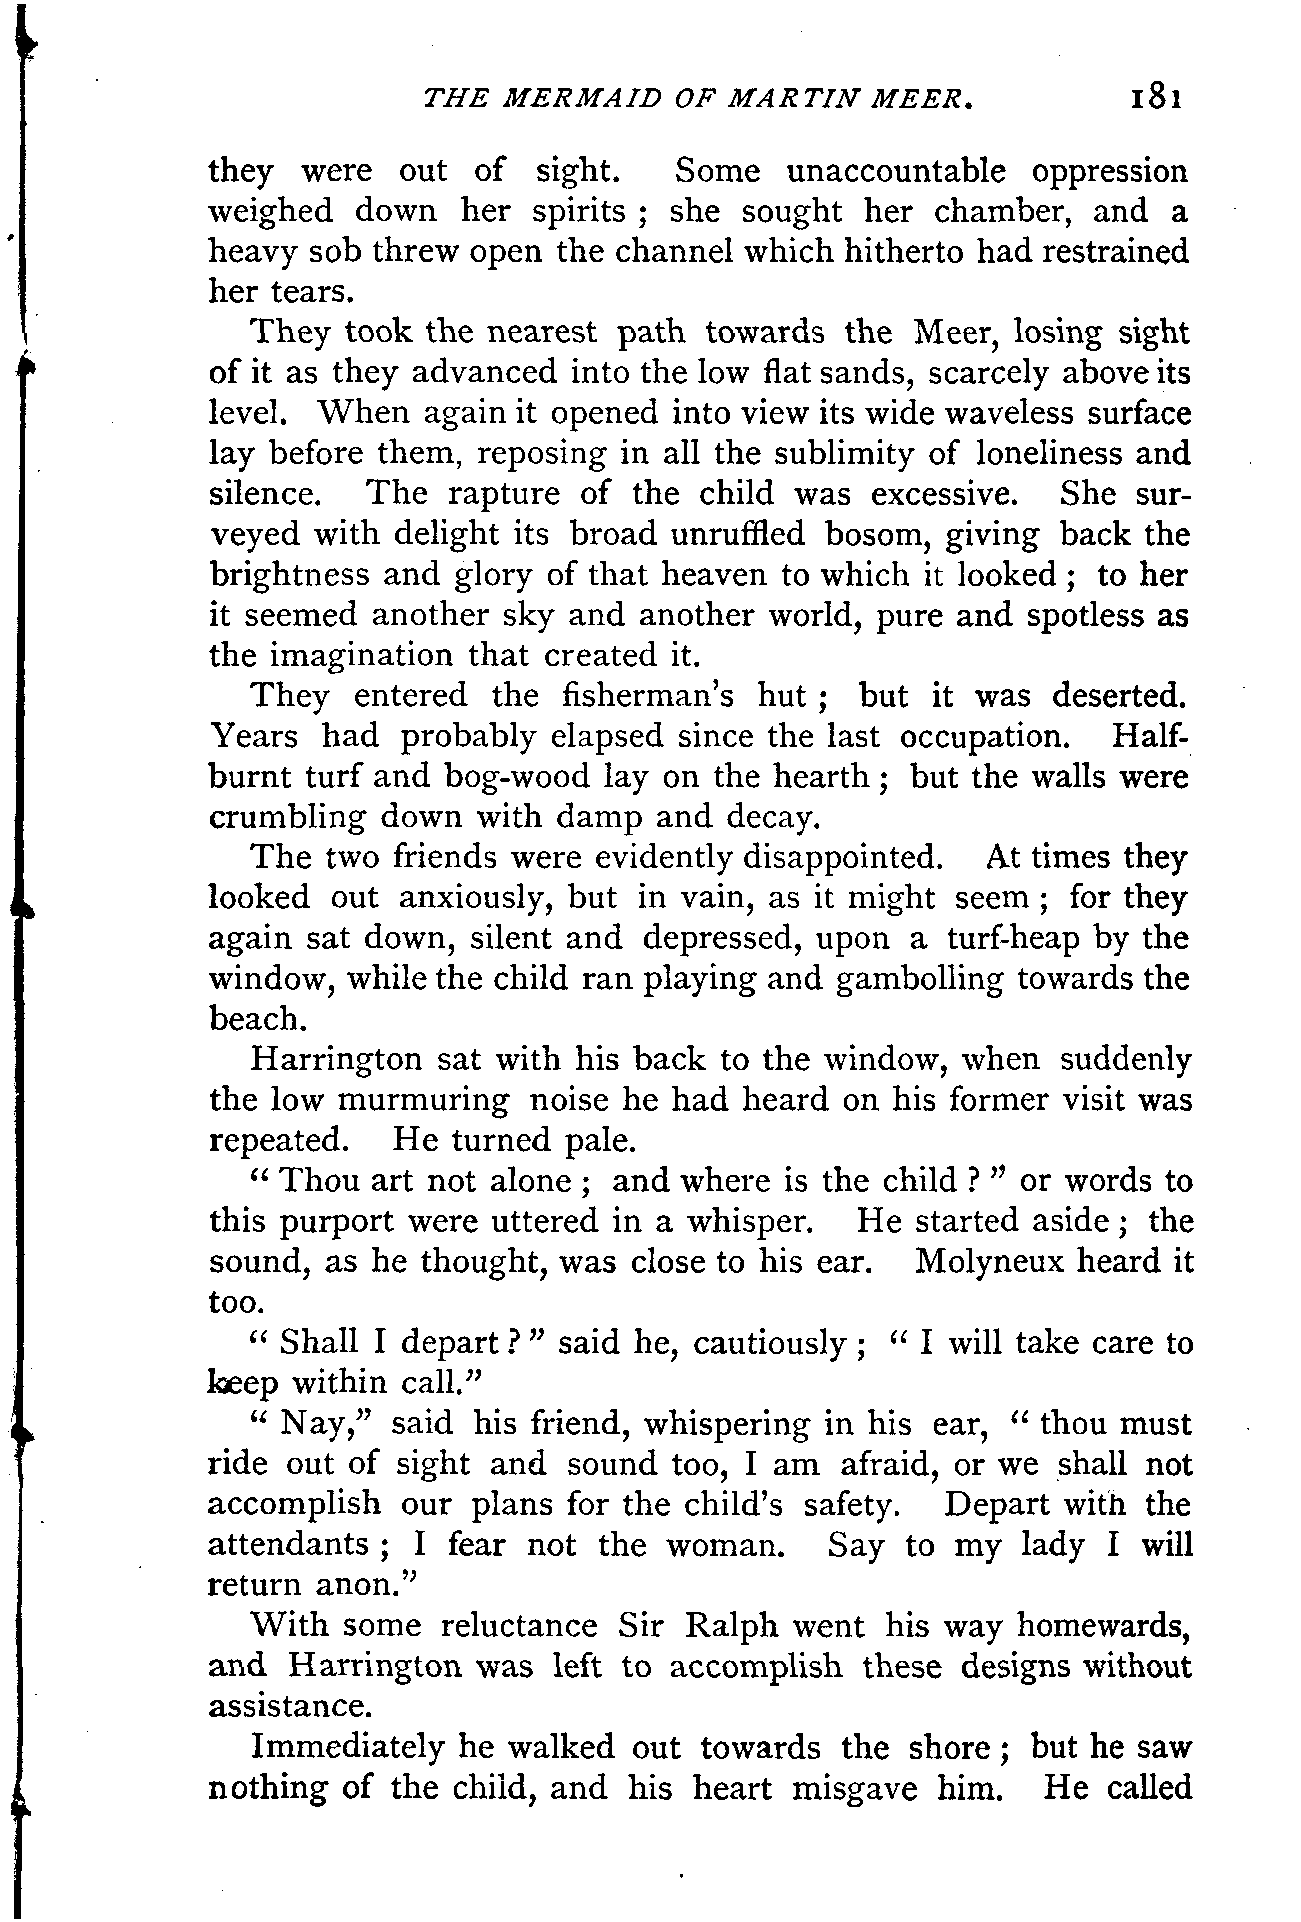 THE MERMAID OF MARTIN MEER. 181
they were out of sight. Some unaccountable oppression
weighed down her spirits ; she sought her chamber, and a
heavy sob threw open the channel which hitherto had restrained
her tears.
They took the nearest path towards the Meer, losing sight
of it as they advanced into the low flat sands, scarcely above its
level. When again it opened into view its wide waveless surface
lay before them, reposing in all the sublimity of loneliness and
silence. The rapture of the child was excessive. She sur-
veyed with delight its broad unruffled bosom, giving back the
brightness and glory of that heaven to which it looked ; to her
it seemed another sky and another world, pure and spotless as
the imagination that created it.
They entered the fisherman's hut ; but it was deserted.
Years had probably elapsed since the last occupation. Half-
burnt turf and bog-wood lay on the hearth ; but the walls were
crumbling down with damp and decay.
The two friends were evidently disappointed. At times they
looked out anxiously, but in vain, as it might seem ; for they
again sat down, silent and depressed, upon a turf-heap by the
window, while the child ran playing and gambolling towards the
beach.
Harrington sat with his back to the window, when suddenly
the low murmuring noise he had heard on his former visit was
repeated. He turned pale.
“ Thou art not alone ; and where is the child ? ” or words to
this purport were uttered in a whisper. He started aside ; the
sound, as he thought, was close to his ear. Molyneux heard it
too.
“ Shall I depart ? ” said he, cautiously ; “ I will take care to
keep within call.”
“ Nay,” said his friend, whispering in his ear, “ thou must
ride out of sight and sound too, I am afraid, or we shall not
accomplish our plans for the child's safety. Depart with the
attendants ; I fear not the woman. Say to my lady I will
return anon.”
With some reluctance Sir Ralph went his way homewards,
and Harrington was left to accomplish these designs without
assistance.
Immediately he walked out towards the shore ; but he saw
nothing of the child, and his heart misgave him. He called